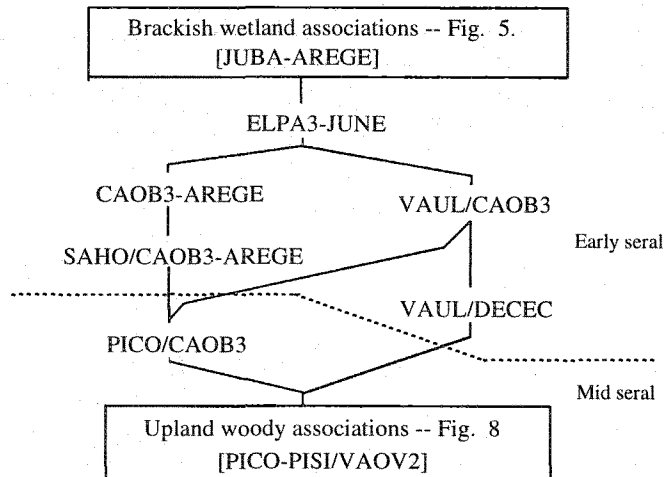 Brackish wetland associations -- Fig. 5.
[JUBA-AREGE]
ELPA3-JUNE
CAOB3-AREGE
VAUL/CAOB3
Early seral
SAHO/CAOB3-AREGE
VAUL/DECEC
PICO/CAOB3
Mid seral
Upland woody associations -- Fig. 8
[PICO-PISI/VAOV2]